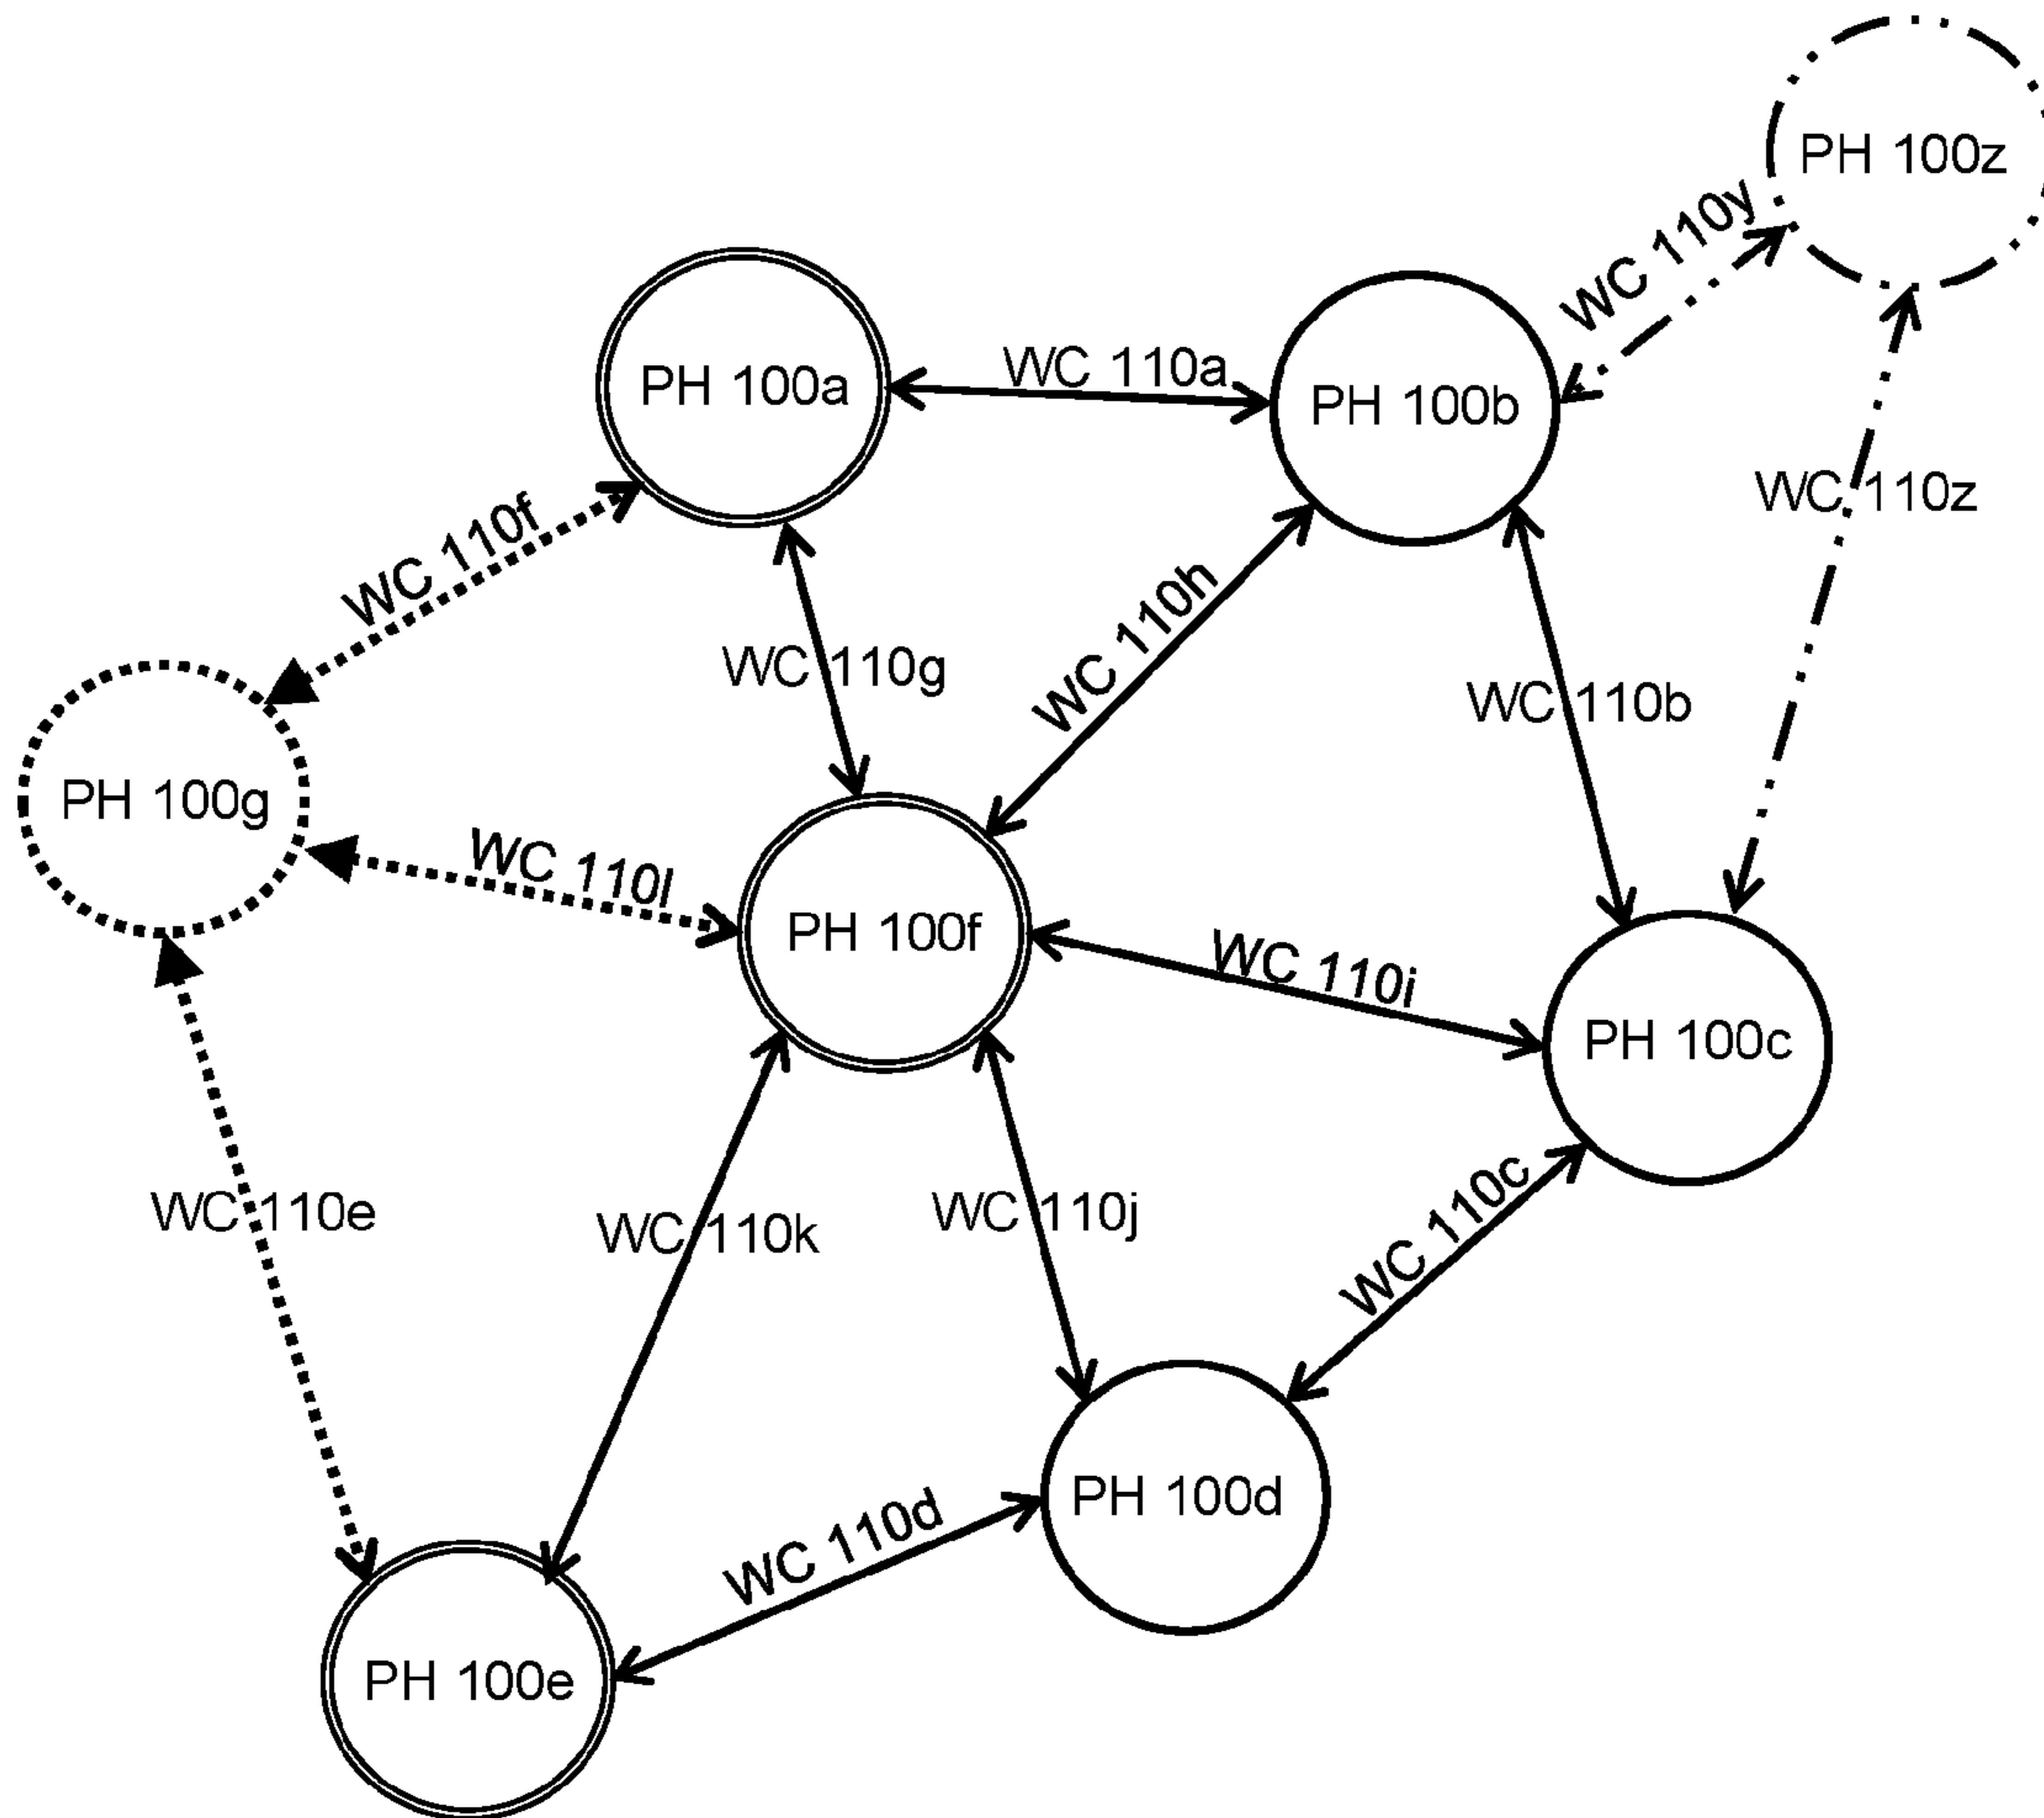 PH 100z
WC 110y
PH 100a
WC 110a
PH 100b
WC 110z
WC 110f
WC 110h
WC 110g
WC 110b
PH 100g
WC 110l
PH 100f
WC 110i
PH 100c
WC 110e
WC 110k
WC 110j
WC 110c
PH 100d
WC 110d
PH 100e